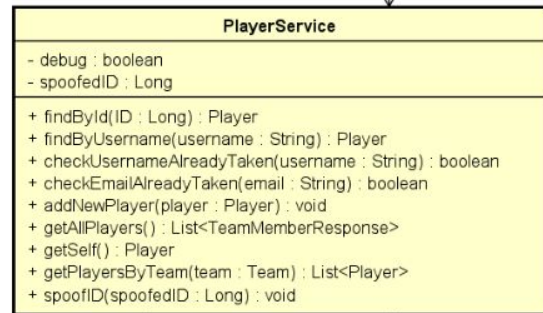 PlayerService
- debug : boolean
- spoofedID : Long
+ findById(ID : Long) : Player
+ findByUsername(username : String) : Player
+ checkUsernameAlreadyTaken(username : String) : boolean
+ checkEmailAlreadyTaken(email : String) : boolean
+ addNewPlayer(player : Player) : void
+ getAllPlayers() : List<TeamMemberResponse>
+ getSelf() : Player
+ getPlayersByTeam(team : Team) : List<Player>
+ spoofID(spoofedID : Long) : void